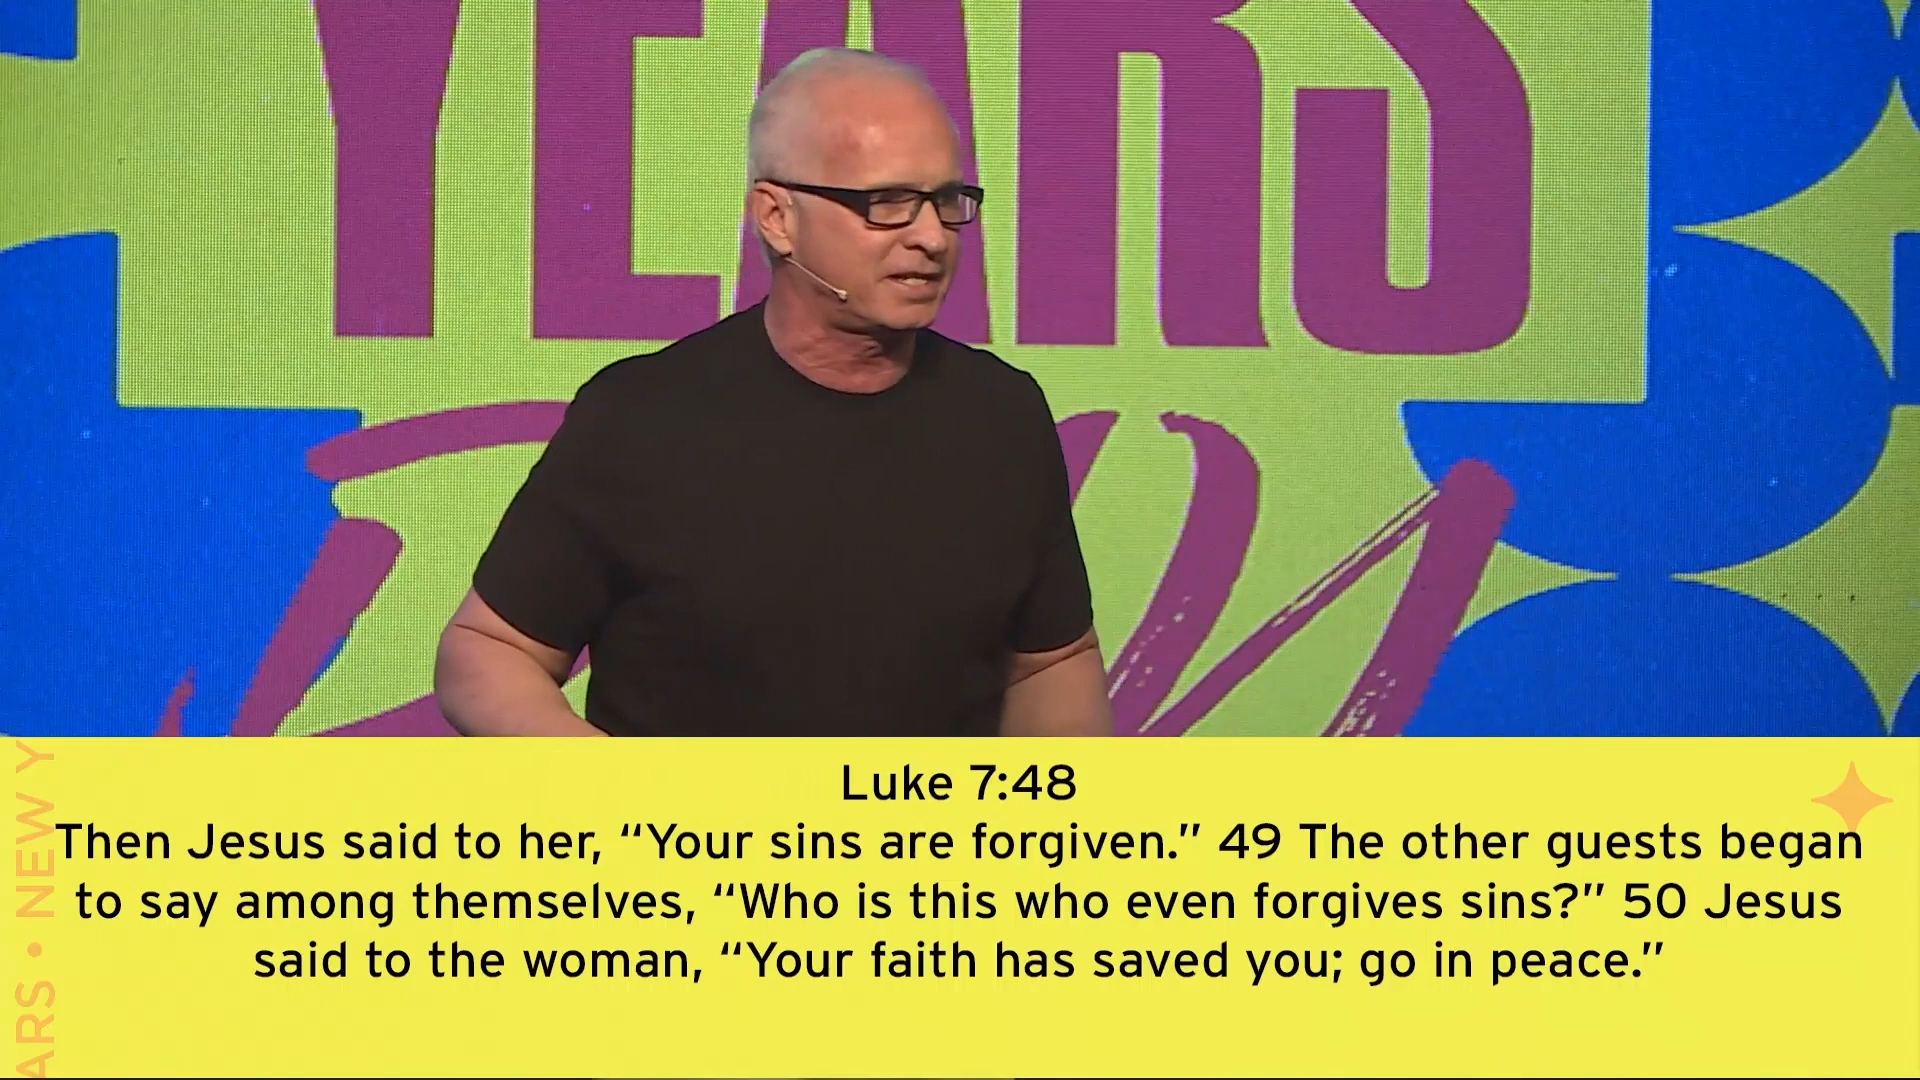 YEARS
Luke 7:48
Then Jesus said to her, “Your sins are forgiven.” 49 The other guests began
to say among themselves, “Who is this who even forgives sins?” 50 Jesus
said to the woman, “Your faith has saved you; go in peace.”
ARS • NEW Y